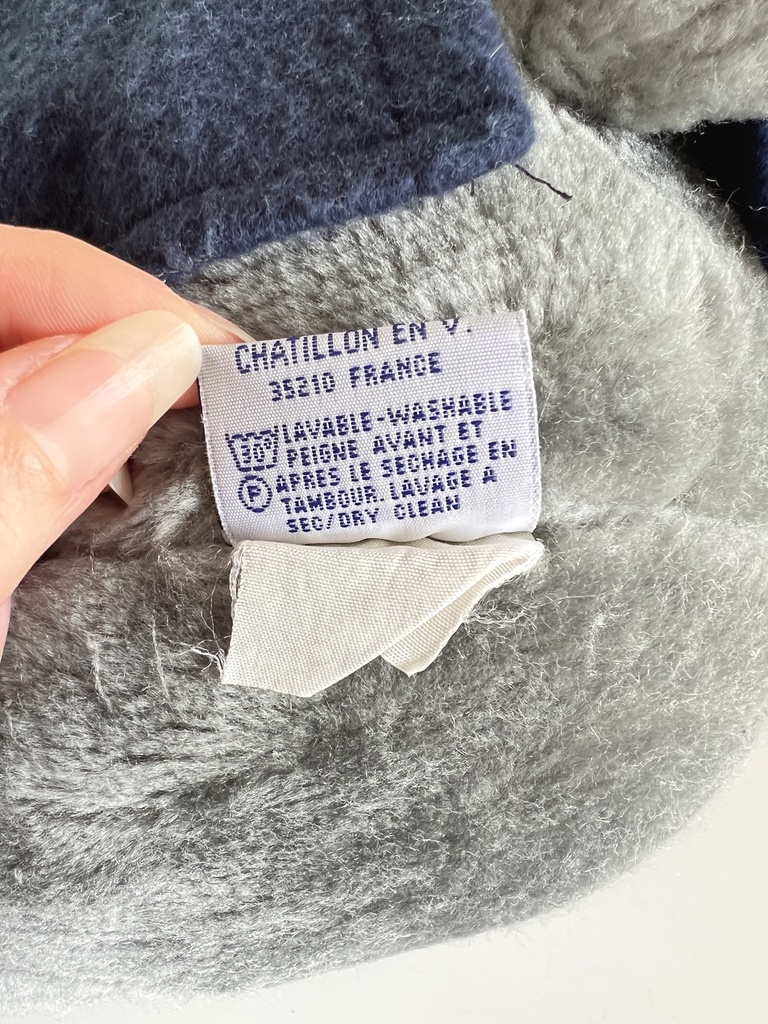 CHATILLON EN V.
35210 FRANCE
LAVABLE-WASHABLE
30° PEIGNE AVANT ET
P APRES LE SECHAGE EN
TAMBOUR. LAVAGE A
SEC/DRY CLEAN